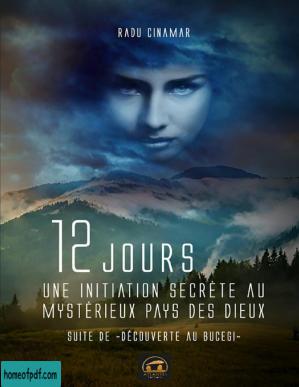 RADU CINAMAR
12 JOURS
UNE INITIATION SECRÈTE AU
MYSTÉRIEUX PAYS DES DIEUX
SUITE DE -DÉCOUVERTE AU BUCEGI-
homeofpdf.com